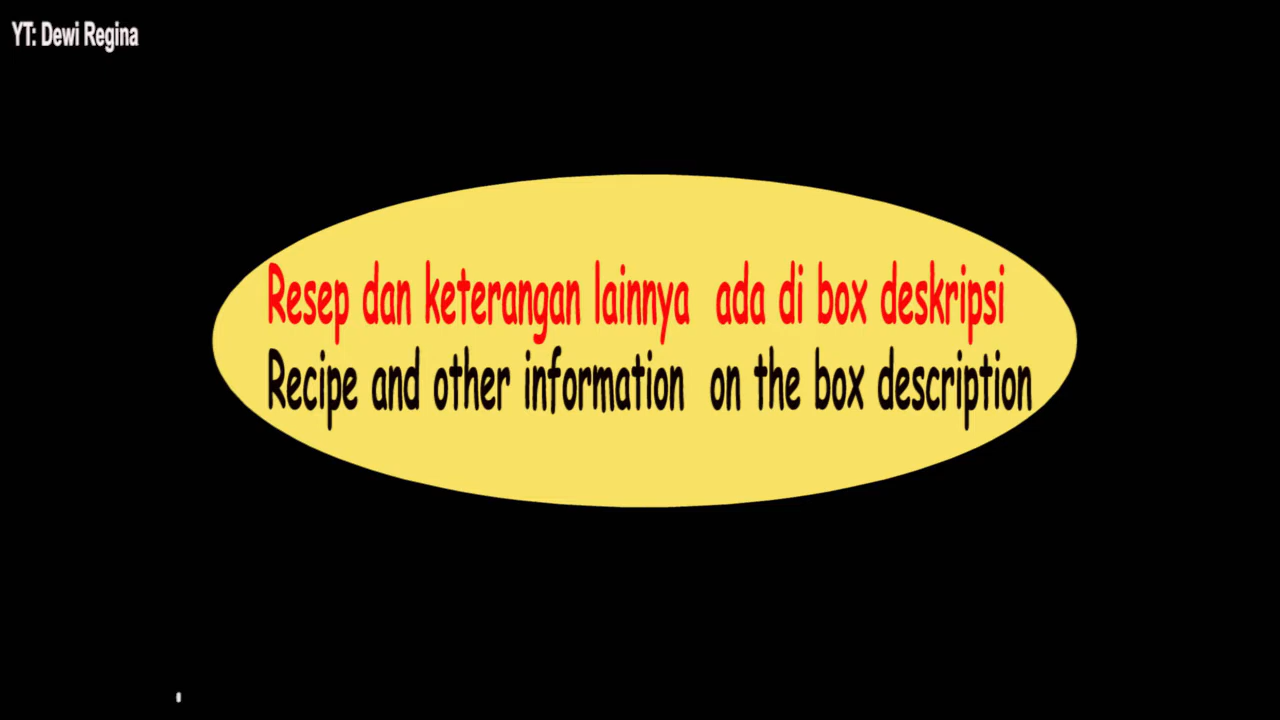 YT: Dewi Regina
Resep dan keterangan lainnya ada di box deskripsi
Recipe and other information on the box description